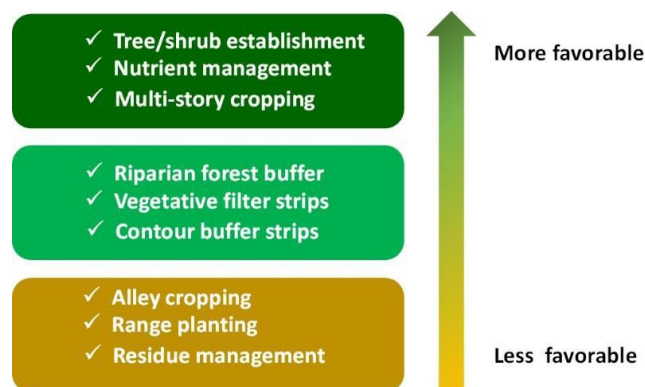 ✓ Tree/shrub establishment
✓ Nutrient management
✓ Multi-story cropping
More favorable
✓ Riparian forest buffer
✓ Vegetative filter strips
✓ Contour buffer strips
✓ Alley cropping
✓ Range planting
✓ Residue management
Less favorable